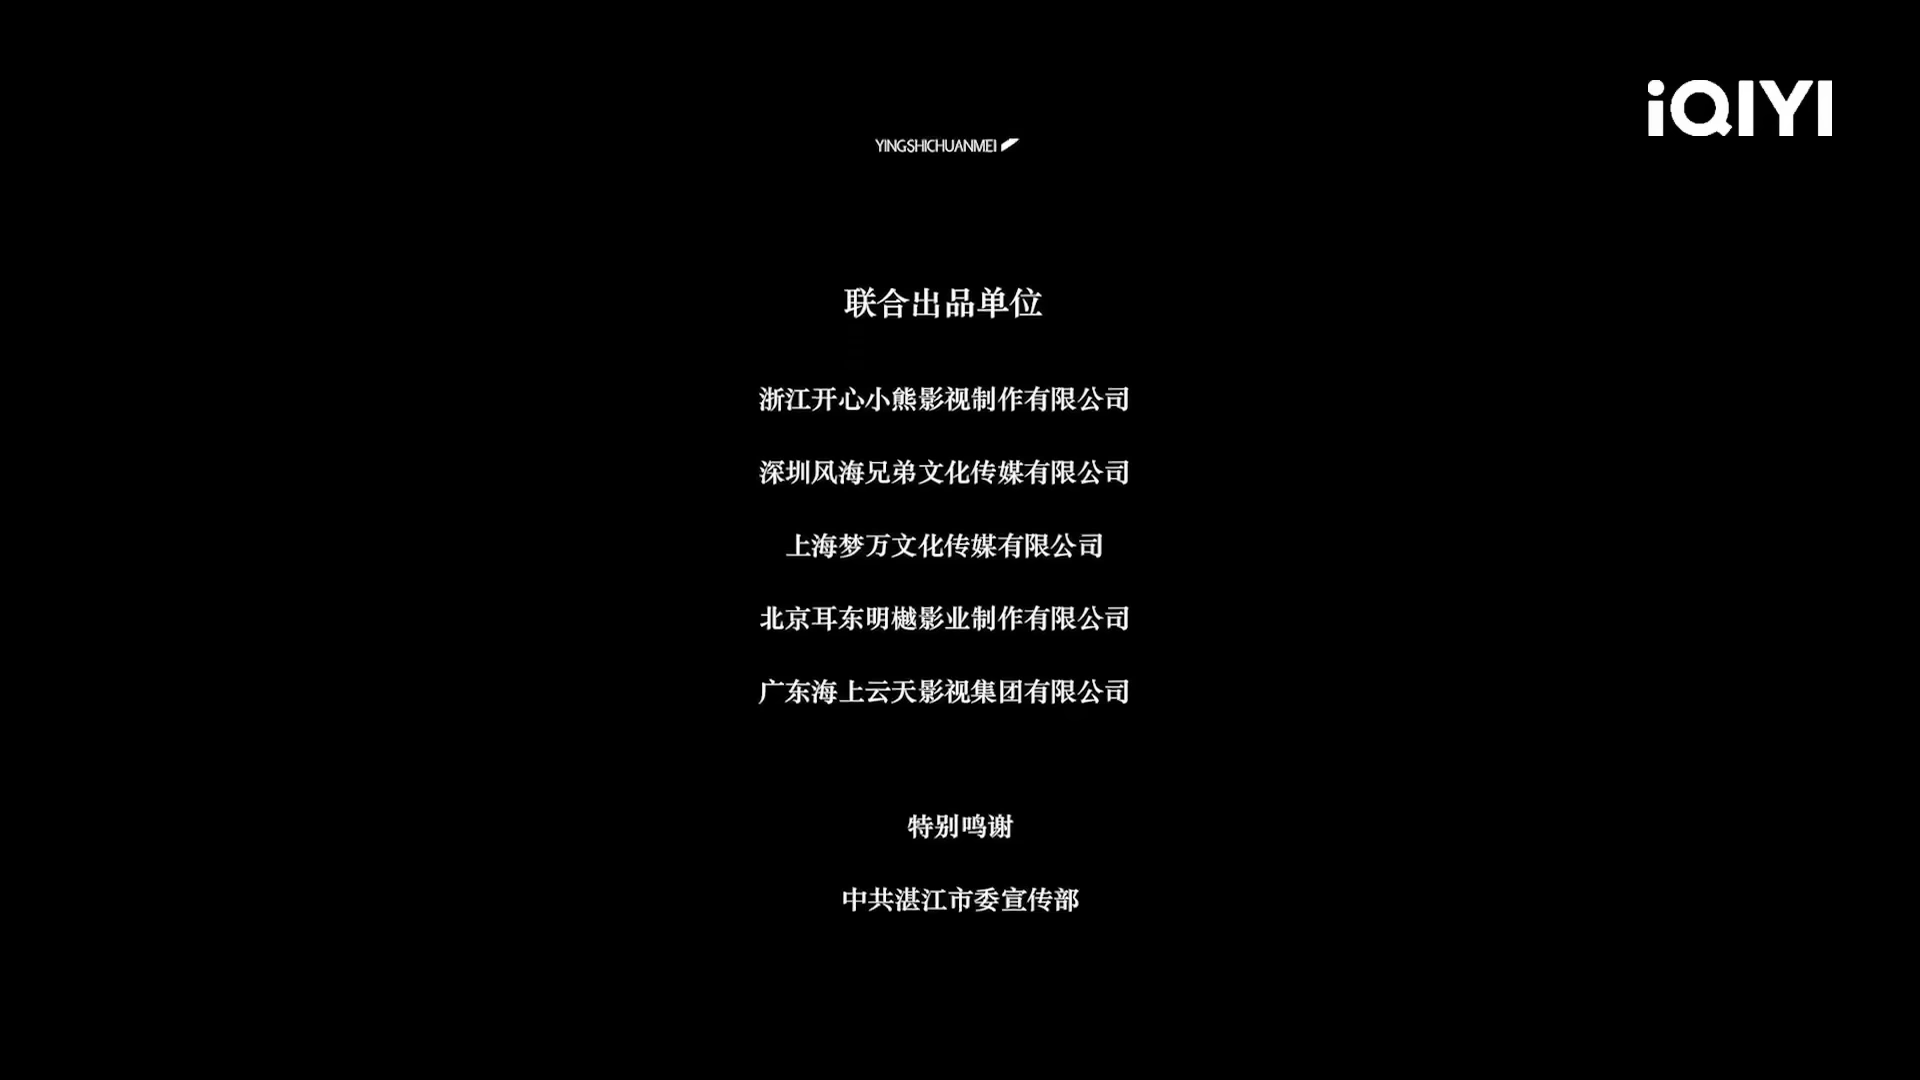 iQIYI
YINGSHICHUANMEI
联合出品单位
浙江开心小熊影视制作有限公司
深圳风海兄弟文化传媒有限公司
上海梦万文化传媒有限公司
北京耳东明樾影业制作有限公司
广东海上云天影视集团有限公司
特别鸣谢
中共湛江市委宣传部